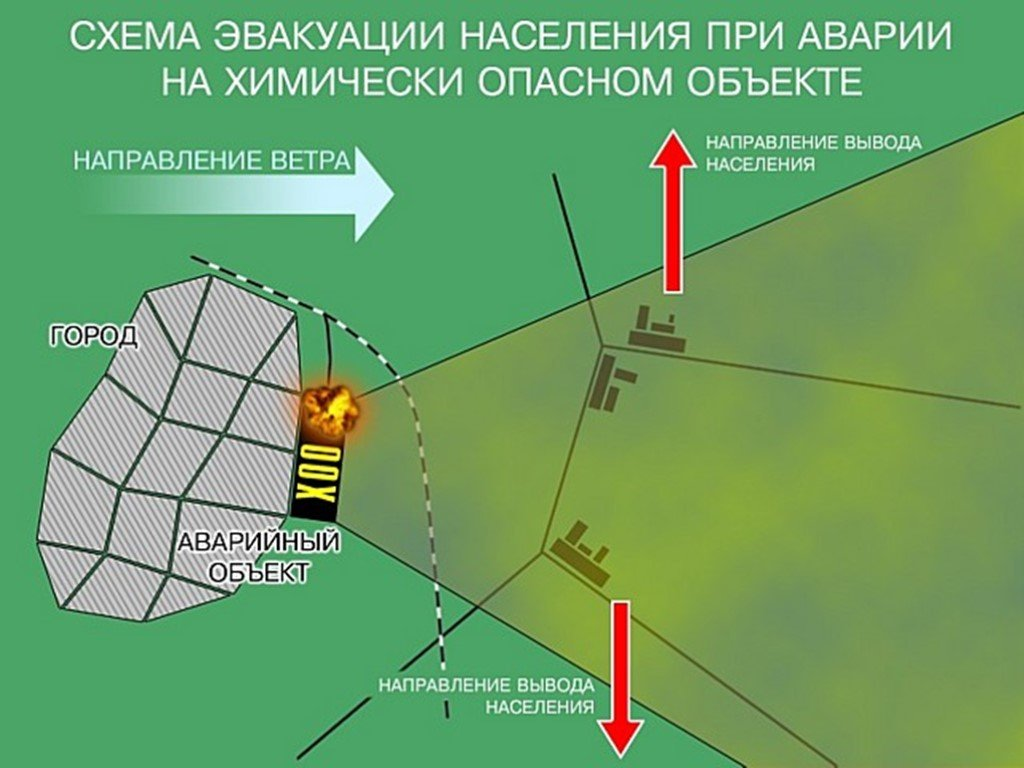 СХЕМА ЭВАКУАЦИИ НАСЕЛЕНИЯ ПРИ АВАРИИ
НА ХИМИЧЕСКИ ОПАСНОМ ОБЪЕКТЕ
НАПРАВЛЕНИЕ ВЕТРА
НАПРАВЛЕНИЕ ВЫВОДА
НАСЕЛЕНИЯ
ГОРОД
ХОО
АВАРИЙНЫЙ
ОБЪЕКТ
НАПРАВЛЕНИЕ ВЫВОДА
НАСЕЛЕНИЯ